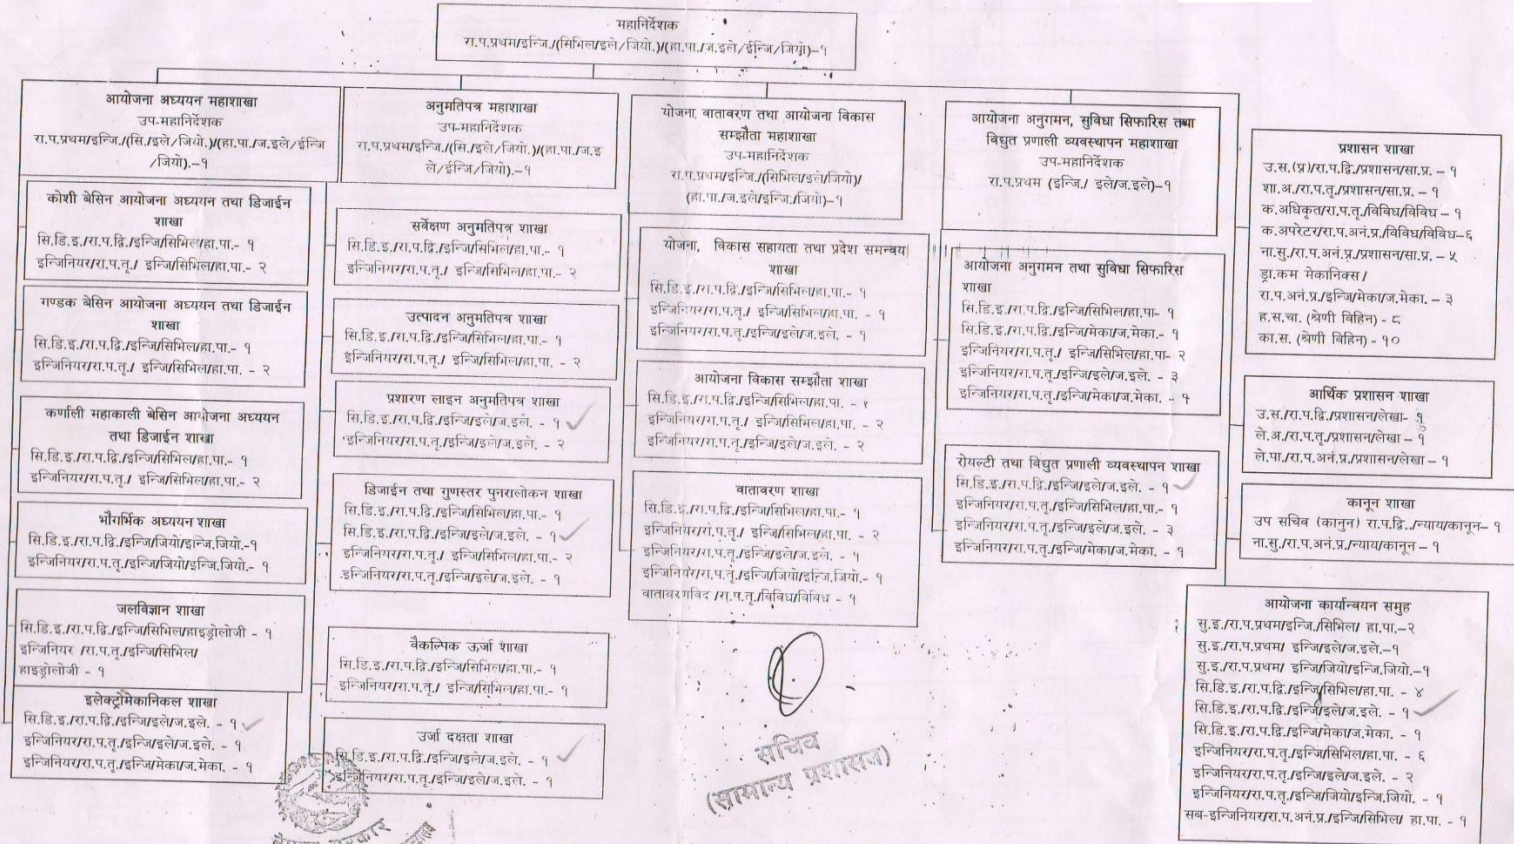 महानिर्देशक
रा.प.प्रथम/इन्जि./(सिभिल/इले/जियो.)/(हा.पा./ज.इले/ईन्जि/जियो)–१
आयोजना अध्ययन महाशाखा
उप-महानिर्देशक
रा.प.प्रथम/इन्जि./(सि./इले/जियो.)/(हा.पा./ज.इले/ईन्जि
/जियो).–१
कोशी बेसिन आयोजना अध्ययन तथा डिजाईन
शाखा
सि.डि.इ./रा.प.द्वि./इन्जि/सिभिल/हा.पा.- १
इन्जिनियर/रा.प.तृ./ इन्जि/सिभिल/हा.पा.- २
गण्डक बेसिन आयोजना अध्ययन तथा डिजाईन
शाखा
सि.डि.इ./रा.प.द्वि./इन्जि/सिभिल/हा.पा.- १
इन्जिनियर/रा.प.तृ./ इन्जि/सिभिल/हा.पा. - २
कर्णाली महाकाली बेसिन आयोजना अध्ययन
तथा डिजाईन शाखा
सि.डि.इ./रा.प.द्वि./इन्जि/सिभिल/हा.पा.- १
इन्जिनियर/रा.प.तृ./ इन्जि/सिभिल/हा.पा.- २
भौगर्भिक अध्ययन शाखा
सि.डि.इ./रा.प.द्वि./इन्जि/जियो/इन्जि.जियो.-१
इन्जिनियर/रा.प.तृ./इन्जि/जियो/इन्जि.जियो.- १
जलविज्ञान शाखा
सि.डि.इ./रा.प.द्वि./इन्जि/सिभिल/हाइड्रोलोजी - १
इन्जिनियर /रा.प.तृ./इन्जि/सिभिल/
हाइड्रोलोजी - १
इलेक्ट्रोमेकानिकल शाखा
सि.डि.इ./रा.प.द्वि./इन्जि/इले/ज.इले. - १
इन्जिनियर/रा.प.तृ./इन्जि/इले/ज.इले. - १
इन्जिनियर/रा.प.तृ./इन्जि/मेका/ज.मेका. - १
अनुमतिपत्र महाशाखा
उप-महानिर्देशक
रा.प.प्रथम/इन्जि./(सि./इले/जियो.)/(हा.पा./ज.इ
ले/ईन्जि/जियो).–१
सर्वेक्षण अनुमतिपत्र शाखा
सि.डि.इ./रा.प.द्वि./इन्जि/सिभिल/हा.पा.- १
इन्जिनियर/रा.प.तृ./ इन्जि/सिभिल/हा.पा. - २
उत्पादन अनुमतिपत्र शाखा
सि.डि.इ./रा.प.द्वि./इन्जि/सिभिल/हा.पा.- १
ईन्जिनियर/रा.प.तृ./ इन्जि/सिभिल/हा.पा. - २
प्रशारण लाइन अनुमतिपत्र शाखा
सि.डि.इ./रा.प.द्वि./इन्जि/इले/ज.इले. - १
इन्जिनियर/रा.प.तृ./इन्जि/इले/ज.इले. - २
डिजाईन तथा गुणस्तर पुनरालोकन शाखा
सि.डि.इ./रा.प.द्वि./इन्जि/सिभिल/हा.पा.- १
सि.डि.इ./रा.प.द्वि./इन्जि/इले/ज.इले. - १
इन्जिनियर/रा.प.तृ./ इन्जि/सिभिल/हा.पा. - २
इन्जिनियर/रा.प.तृ./इन्जि/इले/ज.इले. - १
वैकल्पिक ऊर्जा शाखा
सि.डि.इ./रा.प.द्वि./इन्जि/सिभिल/हा.पा.- १
इन्जिनियर/रा.प.तृ./ इन्जि/सिभिल/हा.पा. - १
उर्जा दक्षता शाखा
सि.डि.इ./रा.प.द्वि./इन्जि/इले/ज.इले. - १
इन्जिनियर/रा.प.तृ./इन्जि/इले/ज.इले. - १
योजना, वातावरण तथा आयोजना विकास
सम्झौता महाशाखा
उप-महानिर्देशक
रा.प.प्रथम/इन्जि./(सिभिल/इले/जियो)/
(हा.पा./ज.इले/इन्जि./जियो)–१
योजना, विकास सहायता तथा प्रदेश समन्वय
शाखा
सि.डि.इ./रा.प.द्वि./इन्जि/सिभिल/हा.पा.- १
इन्जिनियर/रा.प.तृ./ इन्जि/सिभिल/हा.पा. - १
इन्जिनियर/रा.प.तृ./इन्जि/इले/ज.इले. - १
आयोजना विकास सम्झौता शाखा
सि.डि.इ./रा.प.द्वि./इन्जि/सिभिल/हा.पा. - १
इन्जिनियर/रा.प.तृ./ इन्जि/सिभिल/हा.पा. - २
इन्जिनियर/रा.प.तृ./इन्जि/इले/ज.इले. - २
वातावरण शाखा
सि.डि.इ./रा.प.द्वि./इन्जि/सिभिल/हा.पा.- १
इन्जिनियर/रा.प.तृ./ इन्जि/सिभिल/हा.पा. - २
इन्जिनियर/रा.प.तृ./इन्जि/इले/ज.इले. - १
इन्जिनियर/रा.प.तृ./इन्जि/जियो/इन्जि.जियो.- १
वातावरणविद /रा.प.तृ./विविध/विविध - १
आयोजना अनुगमन, सुविधा सिफारिस तथा
विधुत प्रणाली व्यवस्थापन महाशाखा
उप-महानिर्देशक
रा.प.प्रथम (इन्जि./ इले/ज.इले)–१
आयोजना अनुगमन तथा सुविधा सिफारिस
शाखा
सि.डि.इ./रा.प.द्वि./इन्जि/सिभिल/हा.पा- १
सि.डि.इ./रा.प.द्वि./इन्जि/मेका/ज.मेका.- १
इन्जिनियर/रा.प.तृ./ इन्जि/सिभिल/हा.पा- २
इन्जिनियर/रा.प.तृ./इन्जि/इले/ज.इले. - ३
इन्जिनियर/रा.प.तृ./इन्जि/मेका/ज.मेका. - १
रोयल्टी तथा विधुत प्रणाली व्यवस्थापन शाखा
सि.डि.इ./रा.प.द्वि./इन्जि/इले/ज.इले. - १
इन्जिनियर/रा.प.तृ./इन्जि/सिभिल/हा.पा.- १
इन्जिनियर/रा.प.तृ./इन्जि/इले/ज.इले. - ३
इन्जिनियर/रा.प.तृ./इन्जि/मेका/ज.मेका. - १
प्रशासन शाखा
उ.स.(प्र)/रा.प.द्वि./प्रशासन/सा.प्र. – १
शा.अ./रा.प.तृ./प्रशासन/सा.प्र. – १
क.अधिकृत/रा.प.तृ./विविध/विविध – १
क.अपरेटर/रा.प.अनं.प्र./विविध/विविध–६
ना.सु./रा.प.अनं.प्र./प्रशासन/सा.प्र. – ५
ड्रा.कम मेकानिक्स /
रा.प.अनं.प्र./इन्जि/मेका/ज.मेका. – ३
ह.स.चा. (श्रेणी विहिन) - ८
का.स. (श्रेणी विहिन) - १०
आर्थिक प्रशासन शाखा
उ.स./रा.प.द्वि./प्रशासन/लेखा- १
ले.अ./रा.प.तृ./प्रशासन/लेखा – १
ले.पा./रा.प.अनं.प्र./प्रशासन/लेखा – १
कानून शाखा
उप सचिव (कानुन) रा.प.द्वि../न्याय/कानून– १
ना.सु./रा.प.अनं.प्र./न्याय/कानून – १
आयोजना कार्यान्वयन समुह
सु.इ./रा.प.प्रथम/इन्जि./सिभिल/ हा.पा.–२
सु.इ./रा.प.प्रथम/ इन्जि/इले/ज.इले.–१
सु.इ./रा.प.प्रथम/ इन्जि/जियो/इन्जि.जियो.–१
सि.डि.इ./रा.प.द्वि./इन्जि/सिभिल/हा.पा. - ४
सि.डि.इ./रा.प.द्वि./इन्जि/इले/ज.इले. - १
सि.डि.इ./रा.प.द्वि./इन्जि/मेका/ज.मेका. - १
इन्जिनियर/रा.प.तृ./इन्जि/सिभिल/हा.पा. - ६
इन्जिनियर/रा.प.तृ./इन्जि/इले/ज.इले. - २
इन्जिनियर/रा.प.तृ./इन्जि/जियो/इन्जि.जियो. - १
सब-इन्जिनियर/रा.प.अनं.प्र./इन्जि/सिभिल/ हा.पा. - १
सचिव
(सामान्य प्रशासन)
सरकार